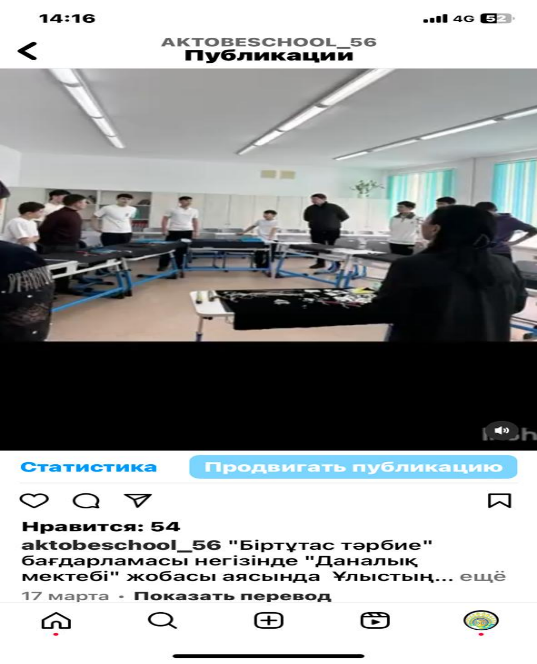 14:16
4G 52
AKTOBESCHOOL_56
Публикации
Статистика
Продвигать публикацию
Нравится: 54
aktobeschool_56 "Біртұтас тәрбие"
бағдарламасы негізінде "Даналық
мектебі" жобасы аясында Ұлыстың... ещё
17 марта • Показать перевод